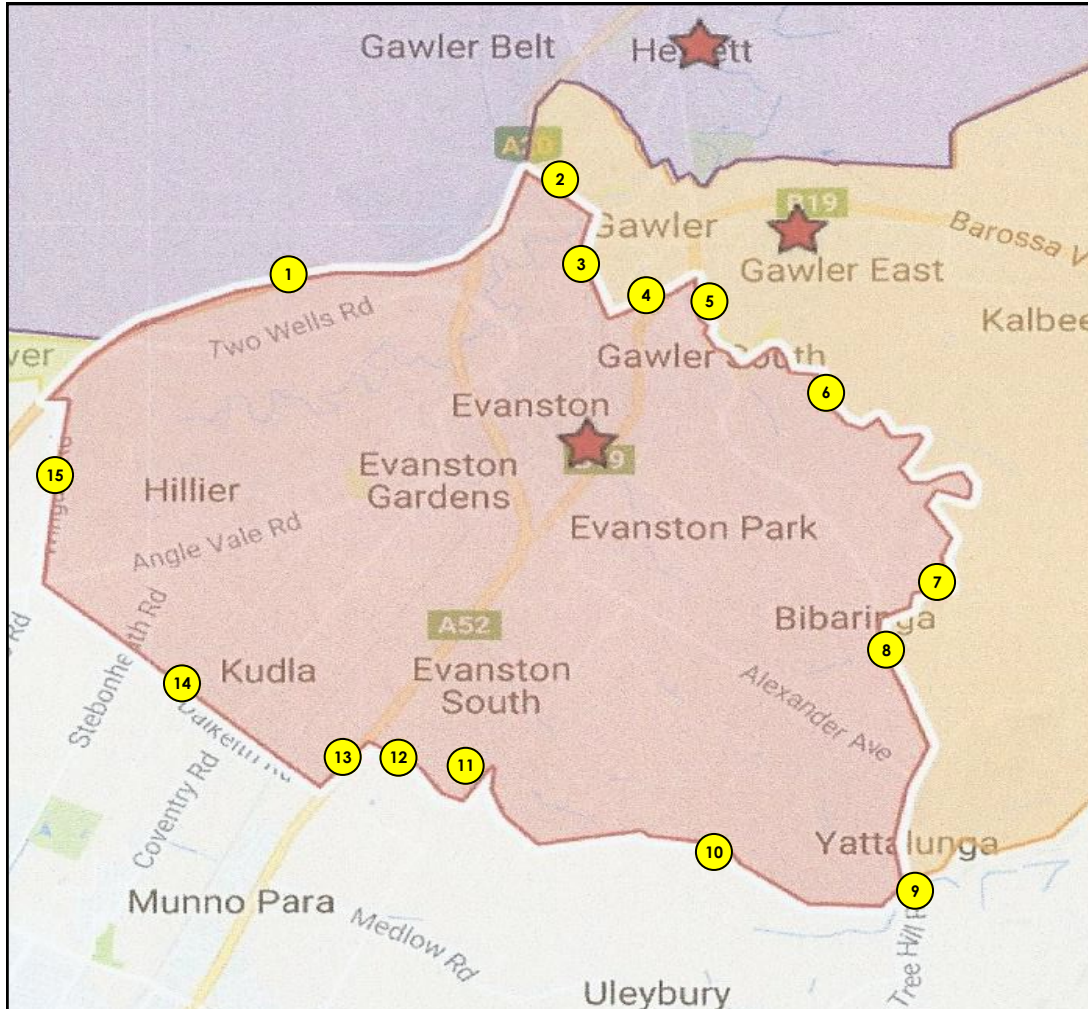 Gawler Belt
2
Gawler
Barossa V
Gawler East
3
1
4
5
Two Wells Rd
Kalbee
Gawler South
ver
6
Evanston
15
Hillier
Evanston
Gardens
Evanston Park
Angle Vale Rd
7
Bibaringa
A52
8
Kudla
Evanston
South
Alexander Ave
14
Stebonheath Rd
13
12
11
Coventry Rd
Yattalunga
10
9
Munno Para
Medlow Rd
Tree Hill R
Uleybury